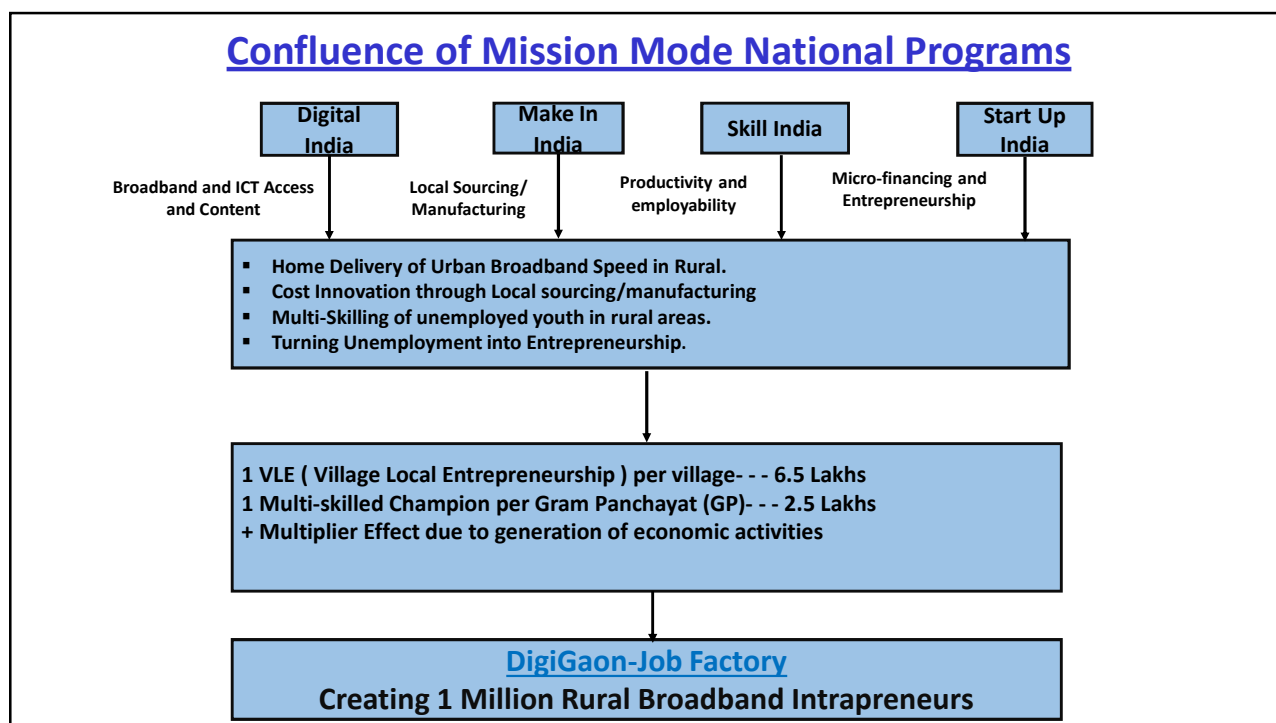 Confluence of Mission Mode National Programs
Digital
India
Make In
India
Skill India
Start Up
India
Broadband and ICT Access
and Content
Local Sourcing/
Manufacturing
Productivity and
employability
Micro-financing and
Entrepreneurship
▪ Home Delivery of Urban Broadband Speed in Rural.
▪ Cost Innovation through Local sourcing/manufacturing
▪ Multi-Skilling of unemployed youth in rural areas.
▪ Turning Unemployment into Entrepreneurship.
1 VLE ( Village Local Entrepreneurship ) per village- - - 6.5 Lakhs
1 Multi-skilled Champion per Gram Panchayat (GP)- - - 2.5 Lakhs
+ Multiplier Effect due to generation of economic activities
DigiGaon-Job Factory
Creating 1 Million Rural Broadband Intrapreneurs